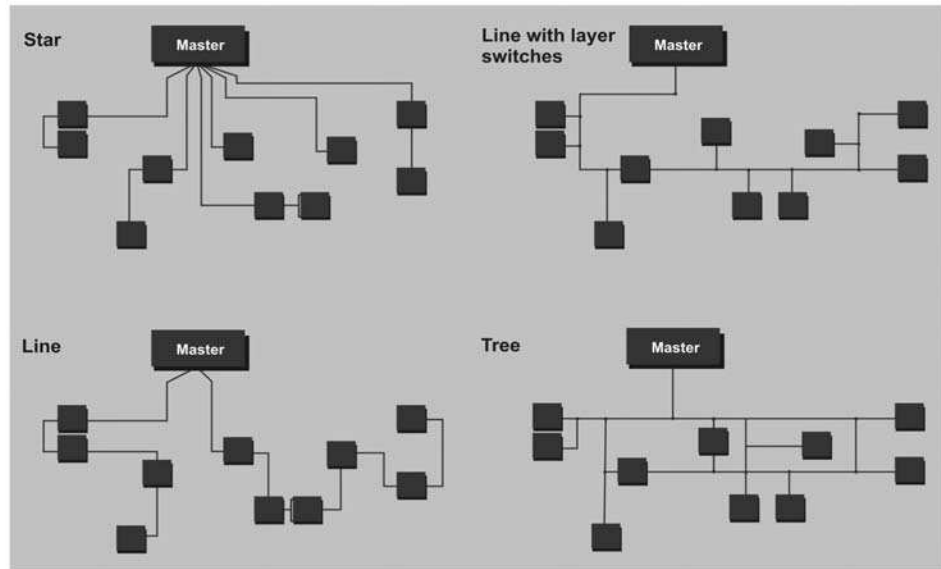 Star
Master
Line with layer
switches
Master
Line
Master
Tree
Master